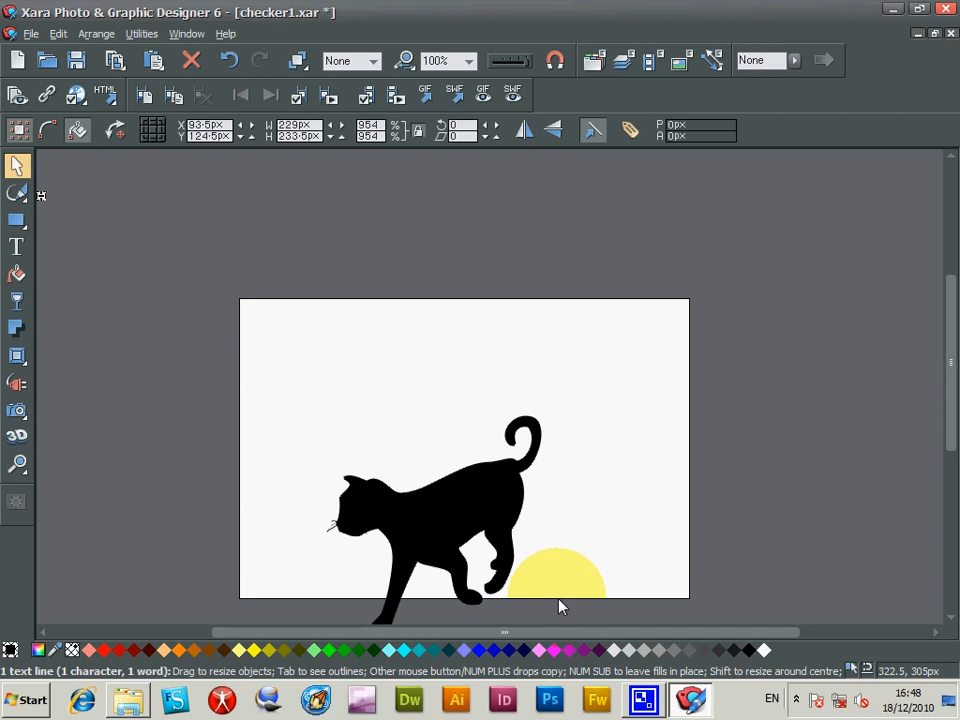 Xara Photo & Graphic Designer 6 - [checker1.xar *]
File Edit Arrange Utilities Window Help
None 100% None
HTML GIF SWF GIF SWF
X 93·5px W 229px 954 % 0 P 0px
Y 124·5px H 233·5px 954 % 0 A 0px
T
3D
1 text line (1 character, 1 word): Drag to resize objects; Tab to see outlines; Other mouse button/NUM PLUS drops copy; NUM SUB to leave fills in place; Shift to resize around centre; 322.5, 305px
Start Dw Ai Id Ps Fw EN 16:48
18/12/2010